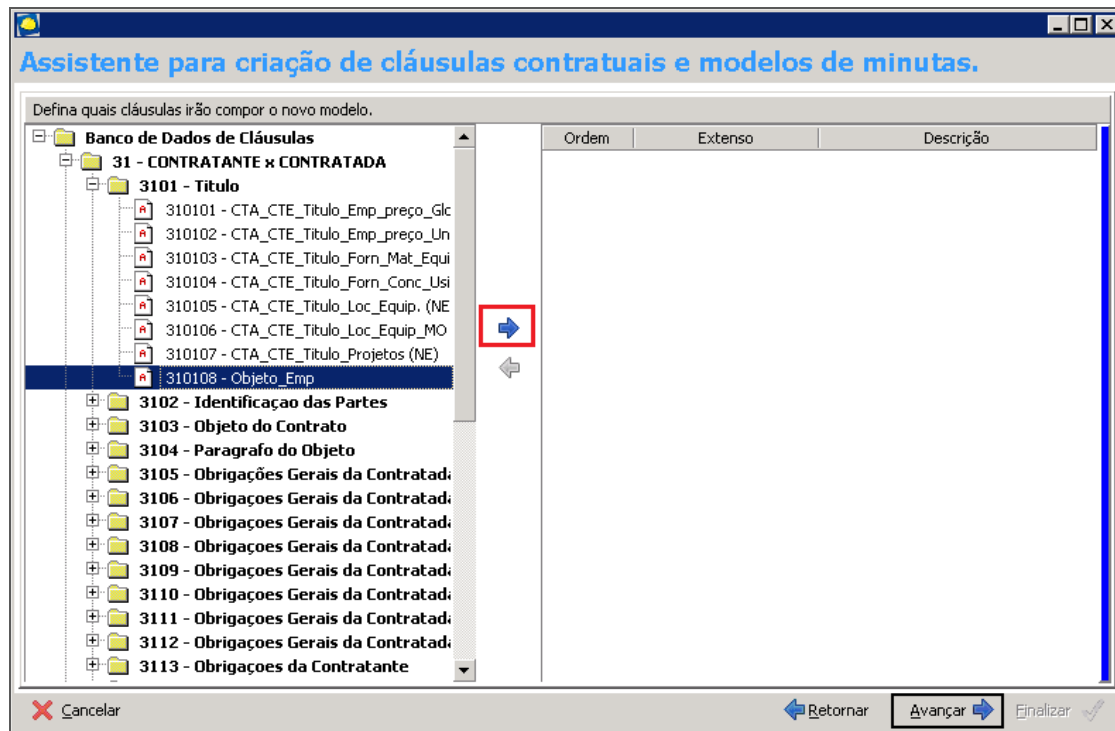 Assistente para criação de cláusulas contratuais e modelos de minutas.
Defina quais cláusulas irão compor o novo modelo.
Banco de Dados de Cláusulas
31 - CONTRATANTE x CONTRATADA
3101 - Titulo
310101 - CTA_CTE_Titulo_Emp_preço_Glc
310102 - CTA_CTE_Titulo_Emp_preço_Un
310103 - CTA_CTE_Titulo_Forn_Mat_Equi
310104 - CTA_CTE_Titulo_Forn_Conc_Usi
310105 - CTA_CTE_Titulo_Loc_Equip. (NE
310106 - CTA_CTE_Titulo_Loc_Equip_MO
310107 - CTA_CTE_Titulo_Projetos (NE)
310108 - Objeto_Emp
3102 - Identificaçao das Partes
3103 - Objeto do Contrato
3104 - Paragrafo do Objeto
3105 - Obrigações Gerais da Contratada
3106 - Obrigaçoes Gerais da Contratada
3107 - Obrigaçoes Gerais da Contratada
3108 - Obrigaçoes Gerais da Contratada
3109 - Obrigaçoes Gerais da Contratada
3110 - Obrigaçoes Gerais da Contratada
3111 - Obrigaçoes Gerais da Contratada
3112 - Obrigaçoes Gerais da Contratada
3113 - Obrigaçoes da Contratante
Ordem Extenso Descrição
Cancelar Retornar Avançar Finalizar